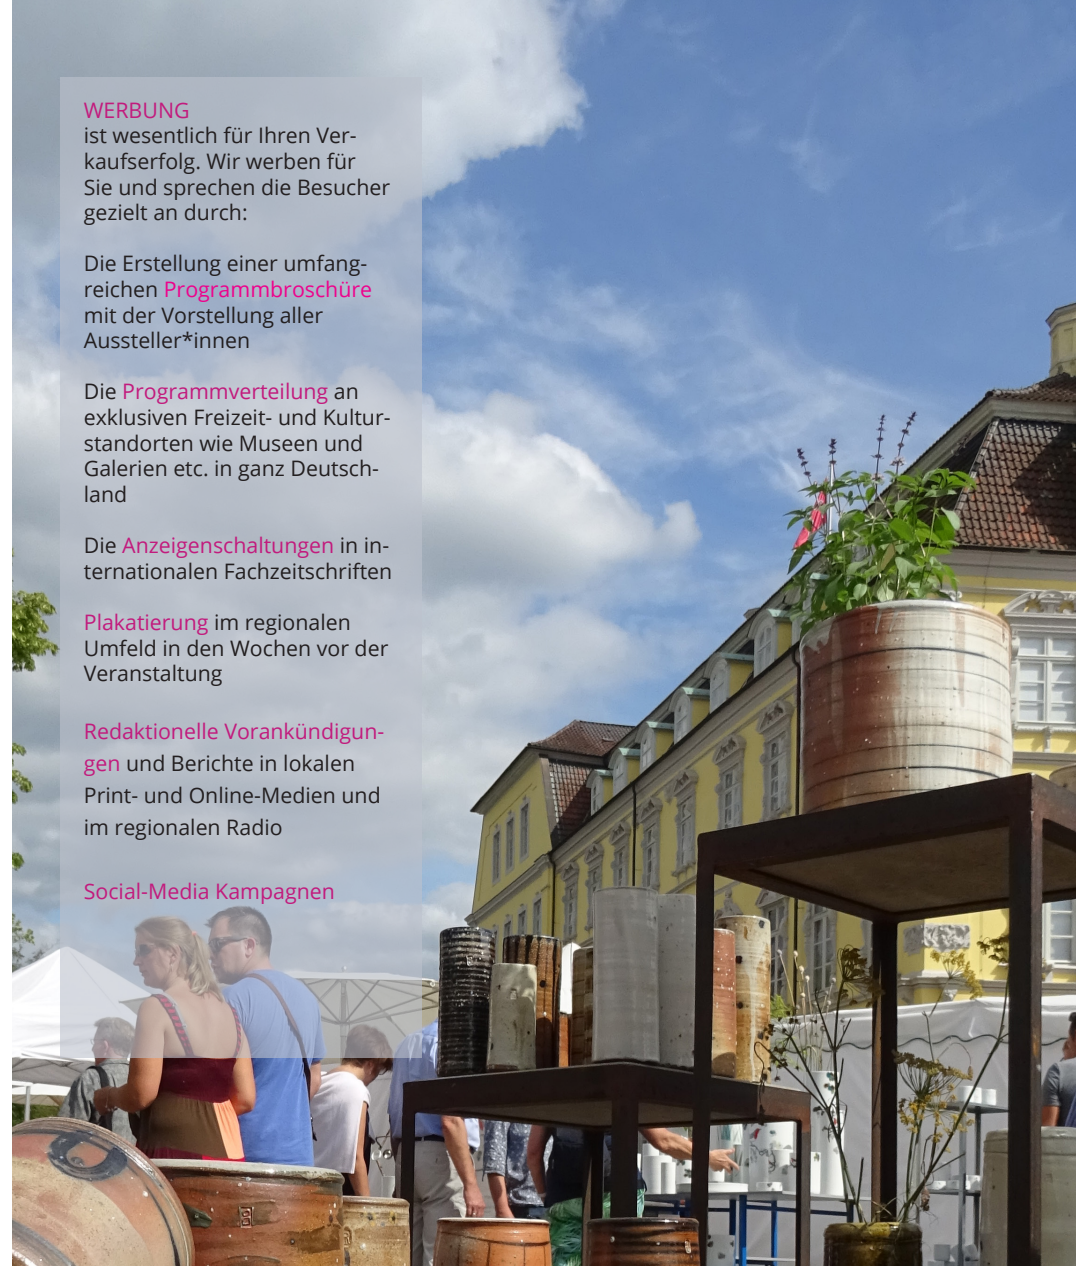 WERBUNG
ist wesentlich für Ihren Ver-
kaufserfolg. Wir werben für
Sie und sprechen die Besucher
gezielt an durch:
Die Erstellung einer umfang-
reichen Programmbroschüre
mit der Vorstellung aller
Aussteller*innen
Die Programmverteilung an
exklusiven Freizeit- und Kultur-
standorten wie Museen und
Galerien etc. in ganz Deutsch-
land
Die Anzeigenschaltungen in in-
ternationalen Fachzeitschriften
Plakatierung im regionalen
Umfeld in den Wochen vor der
Veranstaltung
Redaktionelle Vorankündigun-
gen und Berichte in lokalen
Print- und Online-Medien und
im regionalen Radio
Social-Media Kampagnen